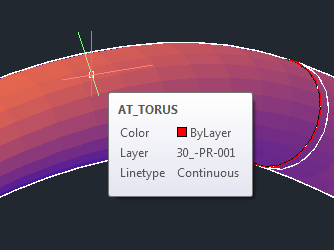 AT_TORUS
Color ByLayer
Layer 30_-PR-001
Linetype Continuous